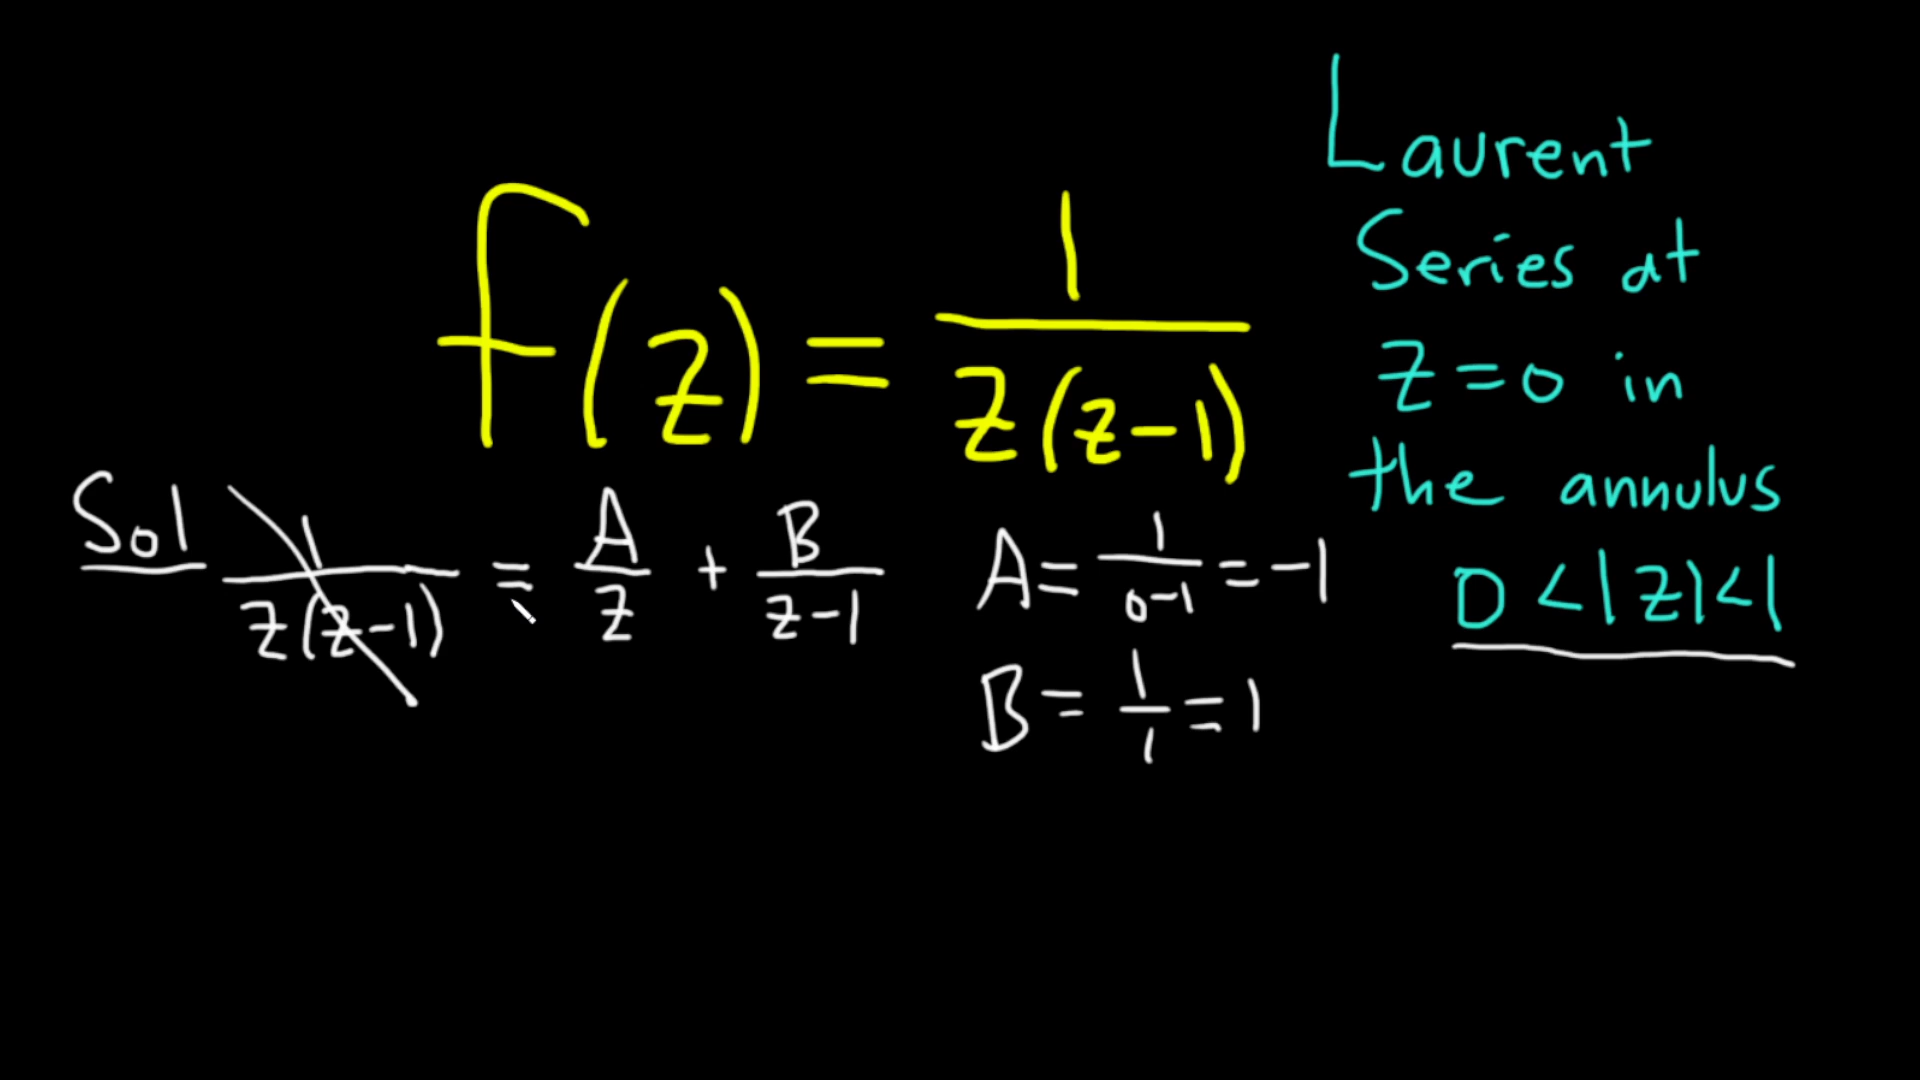 f(z) = 1/(z(z-1))
Laurent
Series at
z=0 in
the annulus
0<|z|<1
Sol 1/(z(z-1)) = A/z + B/(z-1)
A = 1/(0-1) = -1
B = 1/1 = 1